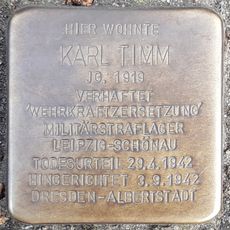 HIER WOHNTE
KARL TIMM
JG. 1919
VERHAFTET
'WEHRKRAFTZERSETZUNG'
MILITÄRSTRAFLAGER
LEIPZIG-SCHÖNAU
TODESURTEIL 29.4.1942
HINGERICHTET 3.9.1942
DRESDEN-ALBERTSTADT